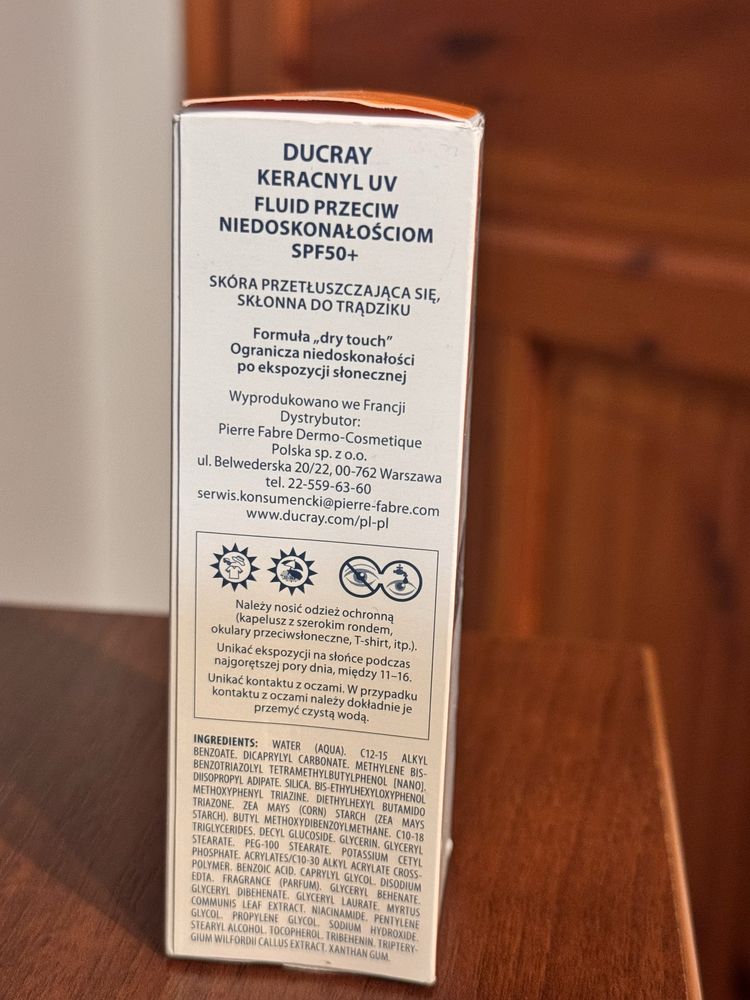 DUCRAY
KERACNYL UV
FLUID PRZECIW
NIEDOSKONAŁOŚCIOM
SPF50+
SKÓRA PRZETŁUSZCZAJĄCA SIĘ,
SKŁONNA DO TRĄDZIKU
Formuła „dry touch”
Ogranicza niedoskonałości
po ekspozycji słonecznej
Wyprodukowano we Francji
Dystrybutor:
Pierre Fabre Dermo-Cosmetique
Polska sp. z o.o.
ul. Belwederska 20/22, 00-762 Warszawa
tel. 22-559-63-60
serwis.konsumencki@pierre-fabre.com
www.ducray.com/pl-pl
Należy nosić odzież ochronną
(kapelusz z szerokim rondem,
okulary przeciwsłoneczne, T-shirt, itp.).
Unikać ekspozycji na słońce podczas
najgorętszej pory dnia, między 11–16.
Unikać kontaktu z oczami. W przypadku
kontaktu z oczami należy dokładnie je
przemyć czystą wodą.
INGREDIENTS: WATER (AQUA). C12-15 ALKYL
BENZOATE. DICAPRYLYL CARBONATE. METHYLENE BIS-
BENZOTRIAZOLYL TETRAMETHYLBUTYLPHENOL [NANO].
DIISOPROPYL ADIPATE. SILICA. BIS-ETHYLHEXYLOXYPHENOL
METHOXYPHENYL TRIAZINE. DIETHYLHEXYL BUTAMIDO
TRIAZONE. ZEA MAYS (CORN) STARCH (ZEA MAYS
STARCH). BUTYL METHOXYDIBENZOYLMETHANE. C10-18
TRIGLYCERIDES. DECYL GLUCOSIDE. GLYCERIN. GLYCERYL
STEARATE. PEG-100 STEARATE. POTASSIUM CETYL
PHOSPHATE. ACRYLATES/C10-30 ALKYL ACRYLATE CROSS-
POLYMER. BENZOIC ACID. CAPRYLYL GLYCOL. DISODIUM
EDTA. FRAGRANCE (PARFUM). GLYCERYL BEHENATE.
GLYCERYL DIBEHENATE. GLYCERYL LAURATE. MYRTUS
COMMUNIS LEAF EXTRACT. NIACINAMIDE. PENTYLENE
GLYCOL. PROPYLENE GLYCOL. SODIUM HYDROXIDE.
STEARYL ALCOHOL. TOCOPHEROL. TRIBEHENIN. TRIPTERY-
GIUM WILFORDII CALLUS EXTRACT. XANTHAN GUM.